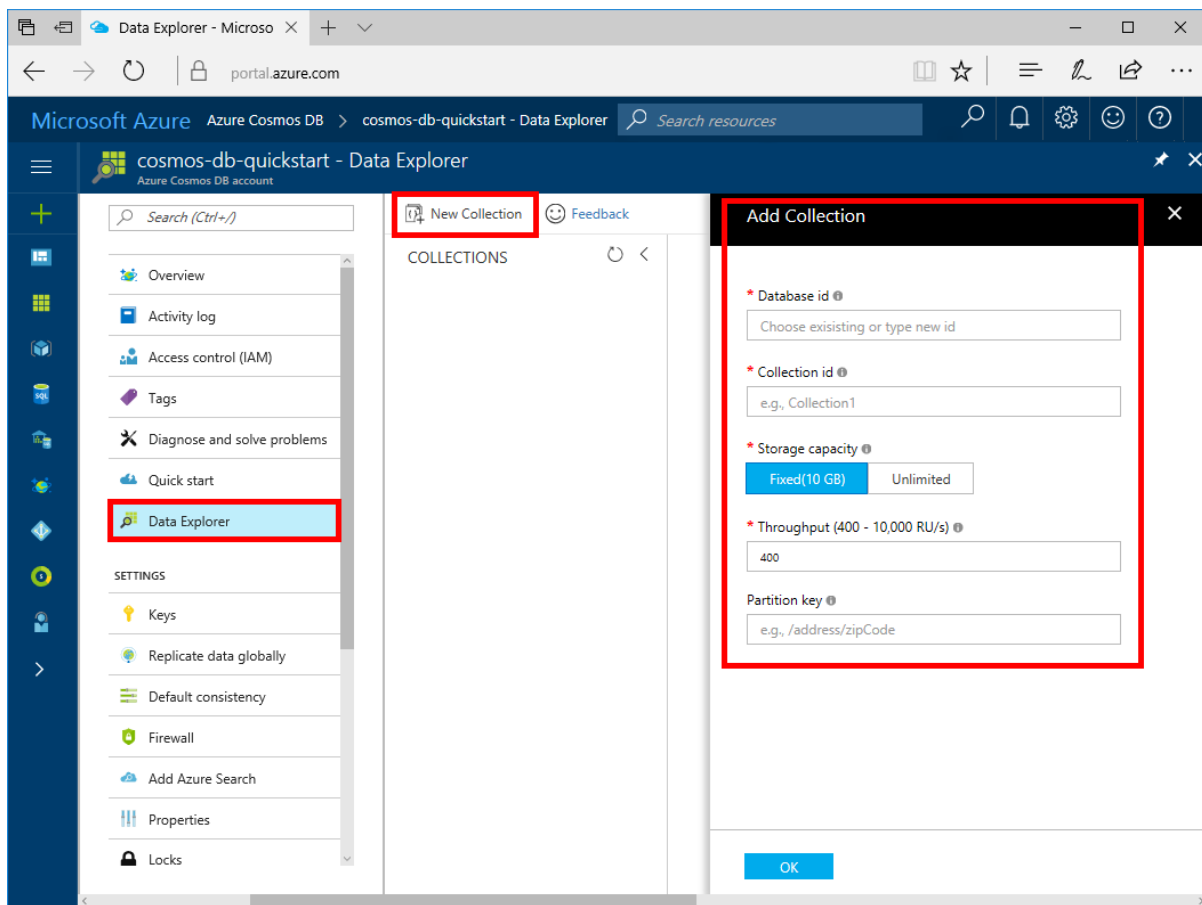 Data Explorer - Microso
portal.azure.com
Microsoft Azure Azure Cosmos DB > cosmos-db-quickstart - Data Explorer Search resources
cosmos-db-quickstart - Data Explorer
Azure Cosmos DB account
Search (Ctrl+/)
Overview
Activity log
Access control (IAM)
Tags
Diagnose and solve problems
Quick start
Data Explorer
SETTINGS
Keys
Replicate data globally
Default consistency
Firewall
Add Azure Search
Properties
Locks
SQL
New Collection Feedback
COLLECTIONS
Add Collection
* Database id
Choose exisisting or type new id
* Collection id
e.g., Collection1
* Storage capacity
Fixed(10 GB) Unlimited
* Throughput (400 - 10,000 RU/s)
400
Partition key
e.g., /address/zipCode
OK